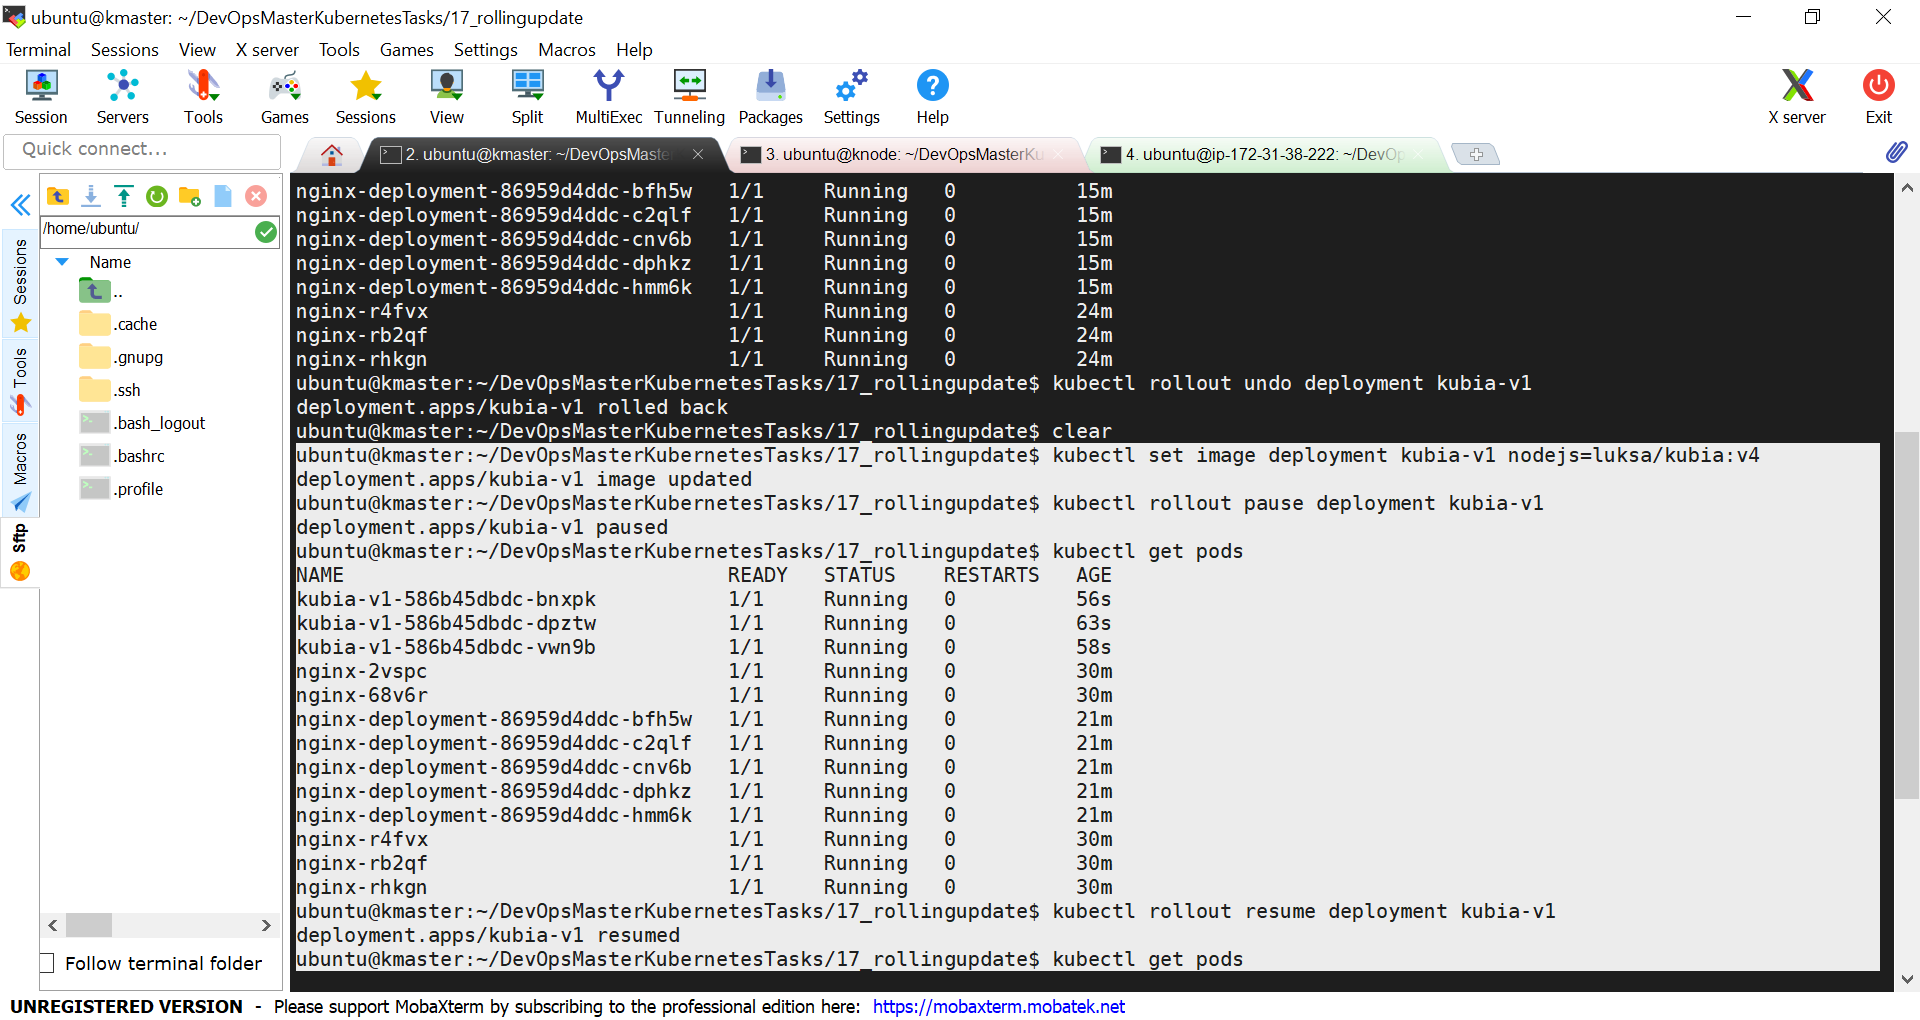 ubuntu@kmaster: ~/DevOpsMasterKubernetesTasks/17_rollingupdate
Terminal Sessions View X server Tools Games Settings Macros Help
Session Servers Tools Games Sessions View Split MultiExec Tunneling Packages Settings Help X server Exit
Quick connect...
2. ubuntu@kmaster: ~/DevOpsMaste
3. ubuntu@knode: ~/DevOpsMasterKu
4. ubuntu@ip-172-31-38-222: ~/DevOp
/home/ubuntu/
Name
..
.cache
.gnupg
.ssh
.bash_logout
.bashrc
.profile
Sessions
Tools
Macros
Sftp
Follow terminal folder
nginx-deployment-86959d4ddc-bfh5w 1/1 Running 0 15m
nginx-deployment-86959d4ddc-c2qlf 1/1 Running 0 15m
nginx-deployment-86959d4ddc-cnv6b 1/1 Running 0 15m
nginx-deployment-86959d4ddc-dphkz 1/1 Running 0 15m
nginx-deployment-86959d4ddc-hmm6k 1/1 Running 0 15m
nginx-r4fvx 1/1 Running 0 24m
nginx-rb2qf 1/1 Running 0 24m
nginx-rhkgn 1/1 Running 0 24m
ubuntu@kmaster:~/DevOpsMasterKubernetesTasks/17_rollingupdate$ kubectl rollout undo deployment kubia-v1
deployment.apps/kubia-v1 rolled back
ubuntu@kmaster:~/DevOpsMasterKubernetesTasks/17_rollingupdate$ clear
ubuntu@kmaster:~/DevOpsMasterKubernetesTasks/17_rollingupdate$ kubectl set image deployment kubia-v1 nodejs=luksa/kubia:v4
deployment.apps/kubia-v1 image updated
ubuntu@kmaster:~/DevOpsMasterKubernetesTasks/17_rollingupdate$ kubectl rollout pause deployment kubia-v1
deployment.apps/kubia-v1 paused
ubuntu@kmaster:~/DevOpsMasterKubernetesTasks/17_rollingupdate$ kubectl get pods
NAME READY STATUS RESTARTS AGE
kubia-v1-586b45dbdc-bnxpk 1/1 Running 0 56s
kubia-v1-586b45dbdc-dpztw 1/1 Running 0 63s
kubia-v1-586b45dbdc-vwn9b 1/1 Running 0 58s
nginx-2vspc 1/1 Running 0 30m
nginx-68v6r 1/1 Running 0 30m
nginx-deployment-86959d4ddc-bfh5w 1/1 Running 0 21m
nginx-deployment-86959d4ddc-c2qlf 1/1 Running 0 21m
nginx-deployment-86959d4ddc-cnv6b 1/1 Running 0 21m
nginx-deployment-86959d4ddc-dphkz 1/1 Running 0 21m
nginx-deployment-86959d4ddc-hmm6k 1/1 Running 0 21m
nginx-r4fvx 1/1 Running 0 30m
nginx-rb2qf 1/1 Running 0 30m
nginx-rhkgn 1/1 Running 0 30m
ubuntu@kmaster:~/DevOpsMasterKubernetesTasks/17_rollingupdate$ kubectl rollout resume deployment kubia-v1
deployment.apps/kubia-v1 resumed
ubuntu@kmaster:~/DevOpsMasterKubernetesTasks/17_rollingupdate$ kubectl get pods
UNREGISTERED VERSION - Please support MobaXterm by subscribing to the professional edition here: https://mobaxterm.mobatek.net